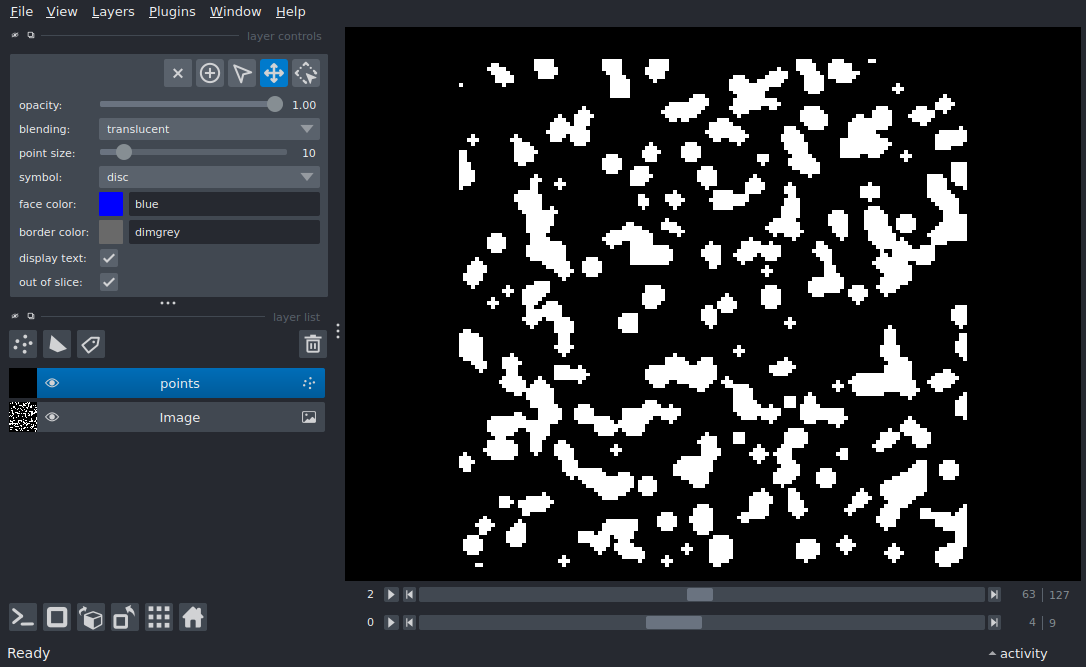 File View Layers Plugins Window Help
layer controls
opacity: 1.00
blending: translucent
point size: 10
symbol: disc
face color: blue
border color: dimgrey
display text:
out of slice:
layer list
points
Image
2 63 127
0 4 9
Ready activity